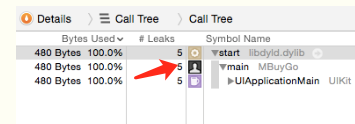 Details Call Tree Call Tree
Bytes Used # Leaks Symbol Name
480 Bytes 100.0% 5 start libdyld.dylib
480 Bytes 100.0% 5 main MBuyGo
480 Bytes 100.0% 5 UIApplicationMain UIKit